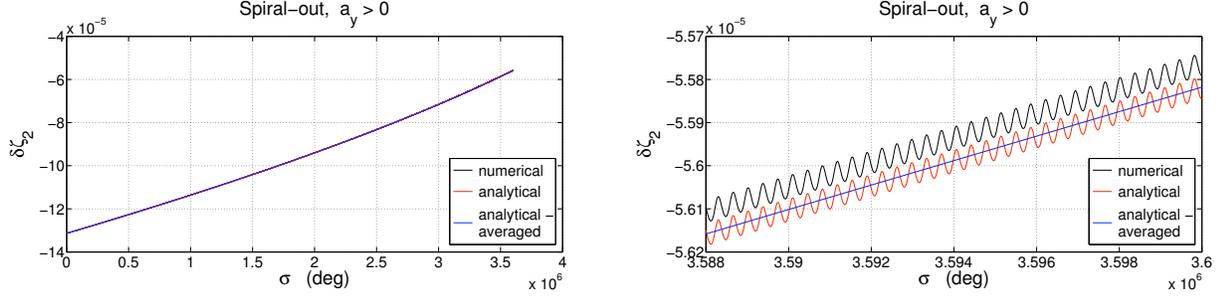 Spiral-out, a_y > 0
x 10^-5
−4
−6
−8
−10
−12
−14
δζ_2
0
0.5
1
1.5
2
2.5
3
3.5
4
σ (deg)
x 10^6
numerical
analytical
analytical –
averaged
Spiral-out, a_y > 0
x 10^-5
−5.57
−5.58
−5.59
−5.6
−5.61
−5.62
δζ_2
3.588
3.59
3.592
3.594
3.596
3.598
3.6
σ (deg)
x 10^6
numerical
analytical
analytical –
averaged